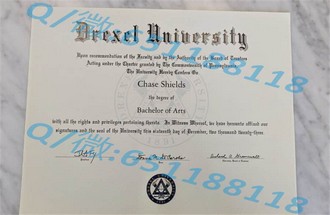 Drexel University
Upon recommendation of the Faculty and by the Authority of the Board of Trustees
Acting under the Charter granted by the Commonwealth of Pennsylvania
The University Hereby Confers On
Chase Shields
the degree of
Bachelor of Arts
with all the rights and privileges pertaining thereto. In Witness Whereof, we have hereunto affixed our
signatures and the seal of the University this sixteenth day of December, two thousand twenty-three.
Q/微:651188118
Q/微:651188118